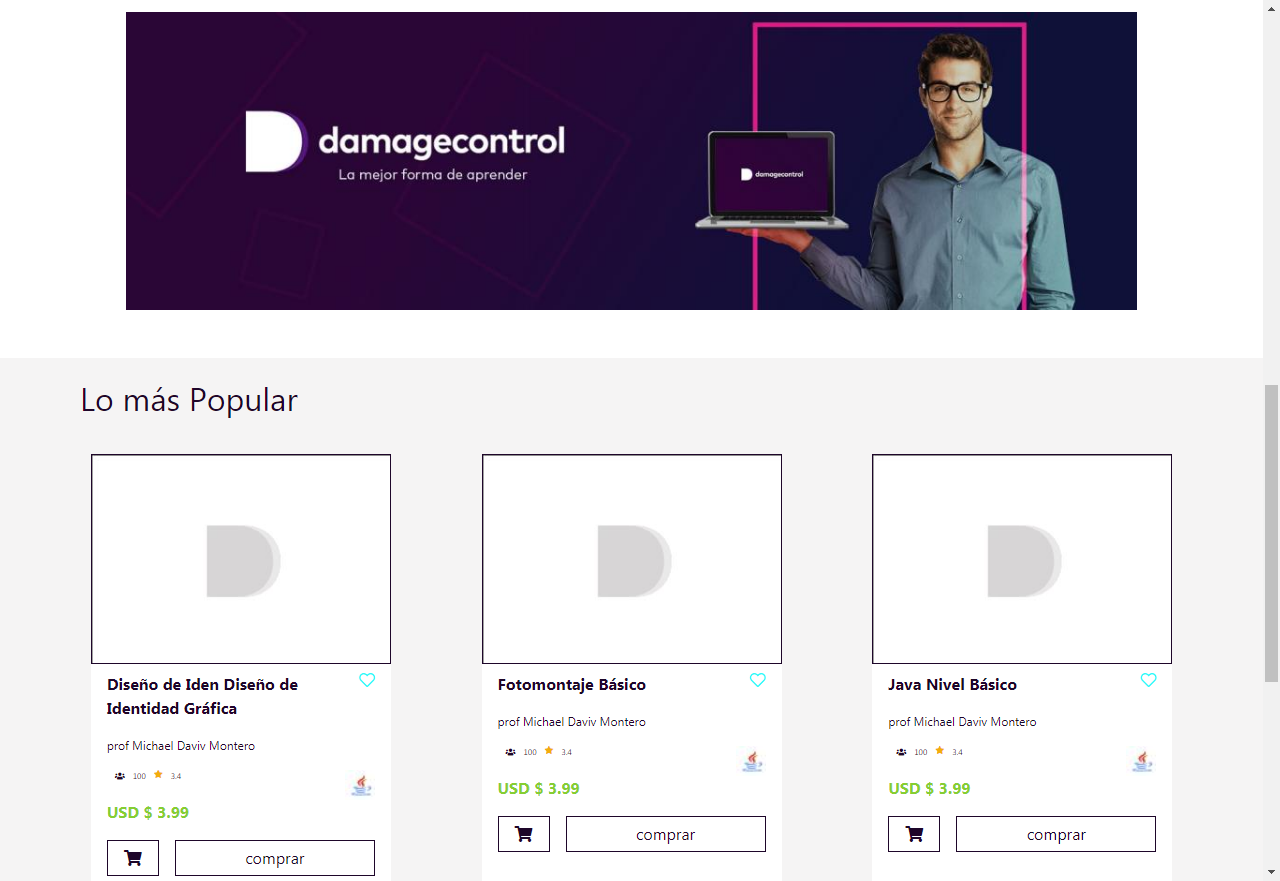 damagecontrol
La mejor forma de aprender
damagecontrol
Lo más Popular
Diseño de Iden Diseño de
Identidad Gráfica
prof Michael Daviv Montero
100 3.4
USD $ 3.99
comprar
Fotomontaje Básico
prof Michael Daviv Montero
100 3.4
USD $ 3.99
comprar
Java Nivel Básico
prof Michael Daviv Montero
100 3.4
USD $ 3.99
comprar